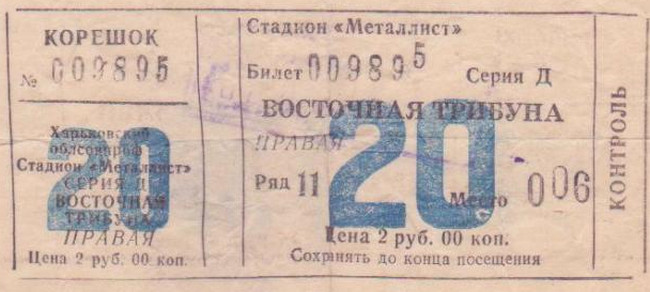 КОРЕШОК
№ 009895
20
Харьковский
облсовпроф
Стадион «Металлист»
СЕРИЯ Д
ВОСТОЧНАЯ
ТРИБУНА
ПРАВАЯ
Цена 2 руб. 00 коп.
Стадион «Металлист»
Билет 009895 Серия Д
ВОСТОЧНАЯ ТРИБУНА
ПРАВАЯ
20
Ряд 11 Место 006
Цена 2 руб. 00 коп.
Сохранять до конца посещения
КОНТРОЛЬ